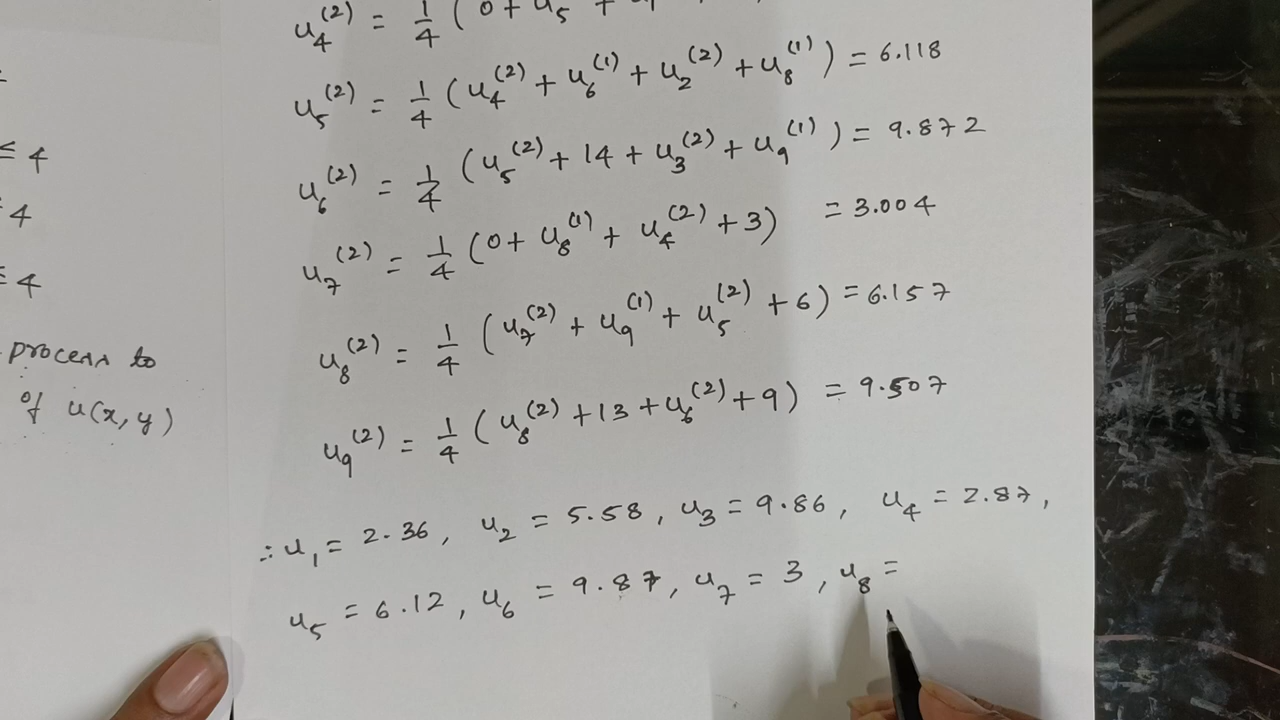 u₄⁽²⁾ = 1/4 ( 0 + u₅ +
u₅⁽²⁾ = 1/4 ( u₄⁽²⁾ + u₆⁽¹⁾ + u₂⁽²⁾ + u₈⁽¹⁾ ) = 6.118
≤ 4
u₆⁽²⁾ = 1/4 ( u₅⁽²⁾ + 14 + u₃⁽²⁾ + u₉⁽¹⁾ ) = 9.872
4
u₇⁽²⁾ = 1/4 ( 0 + u₈⁽¹⁾ + u₄⁽²⁾ + 3 ) = 3.004
≤ 4
u₈⁽²⁾ = 1/4 ( u₇⁽²⁾ + u₉⁽¹⁾ + u₅⁽²⁾ + 6 ) = 6.157
process to
of u(x, y)
u₉⁽²⁾ = 1/4 ( u₈⁽²⁾ + 13 + u₆⁽²⁾ + 9 ) = 9.507
∴ u₁ = 2.36, u₂ = 5.58, u₃ = 9.86, u₄ = 2.87,
u₅ = 6.12, u₆ = 9.87, u₇ = 3, u₈ =